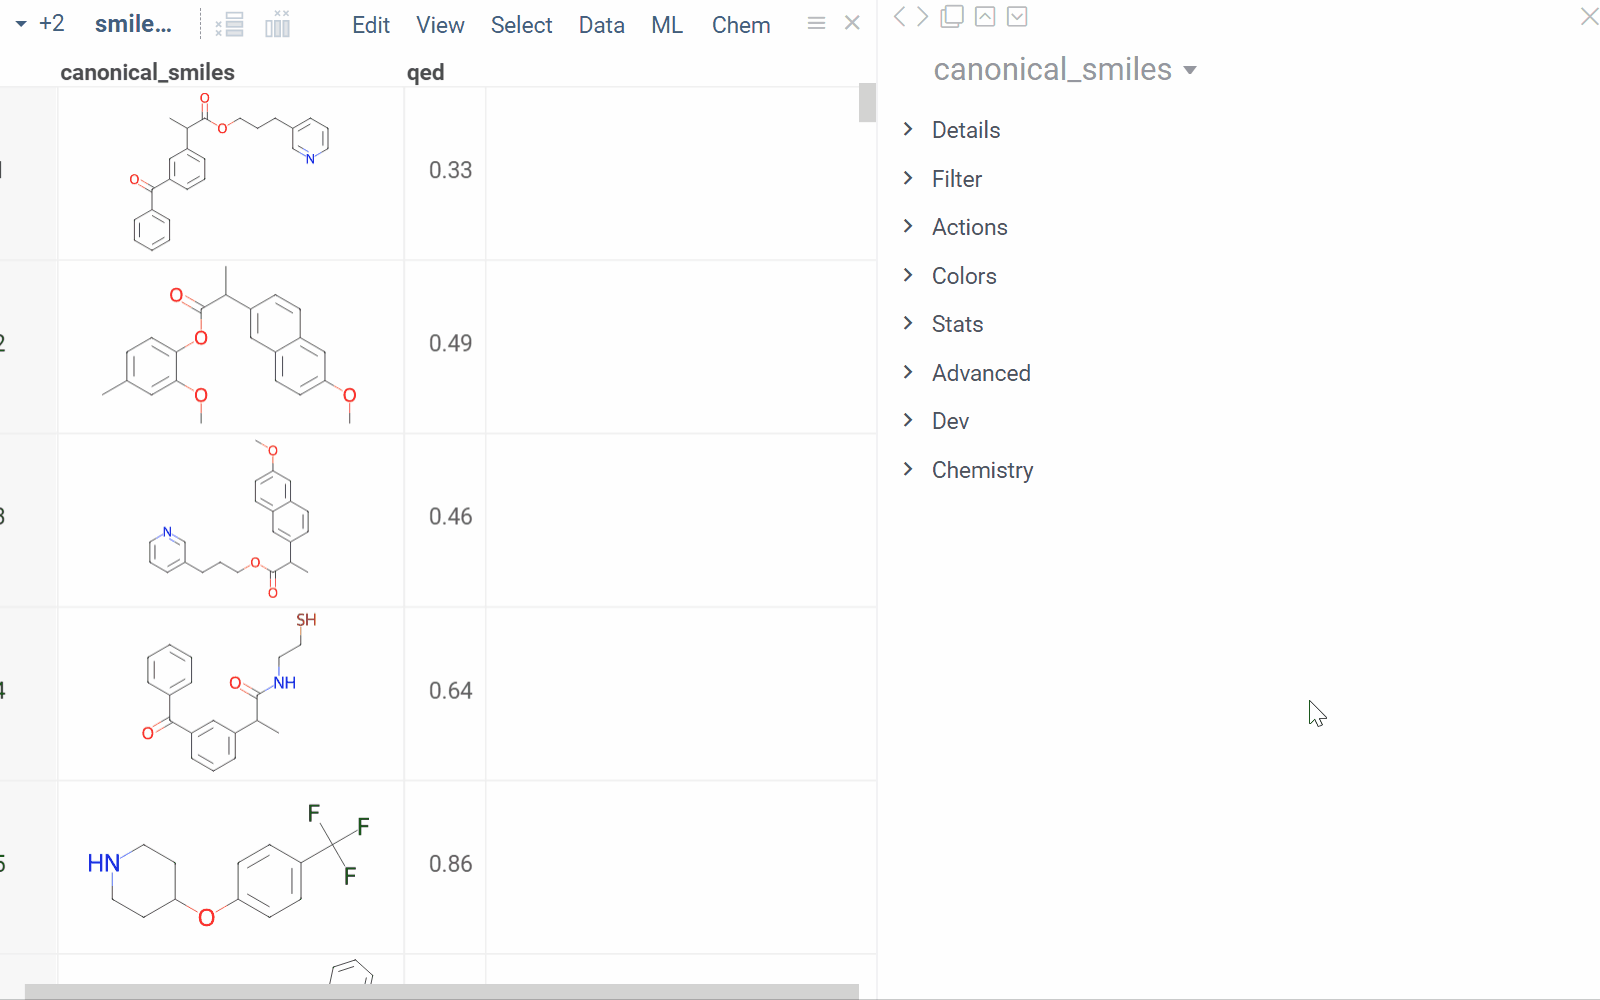 +2 smile... Edit View Select Data ML Chem
canonical_smiles qed
O
O
N
O
0.33
2
O
O
O
O
0.49
3
O
N
O
O
0.46
4
SH
O
NH
O
0.64
5
F
F
HN
F
O
0.86
canonical_smiles
Details
Filter
Actions
Colors
Stats
Advanced
Dev
Chemistry